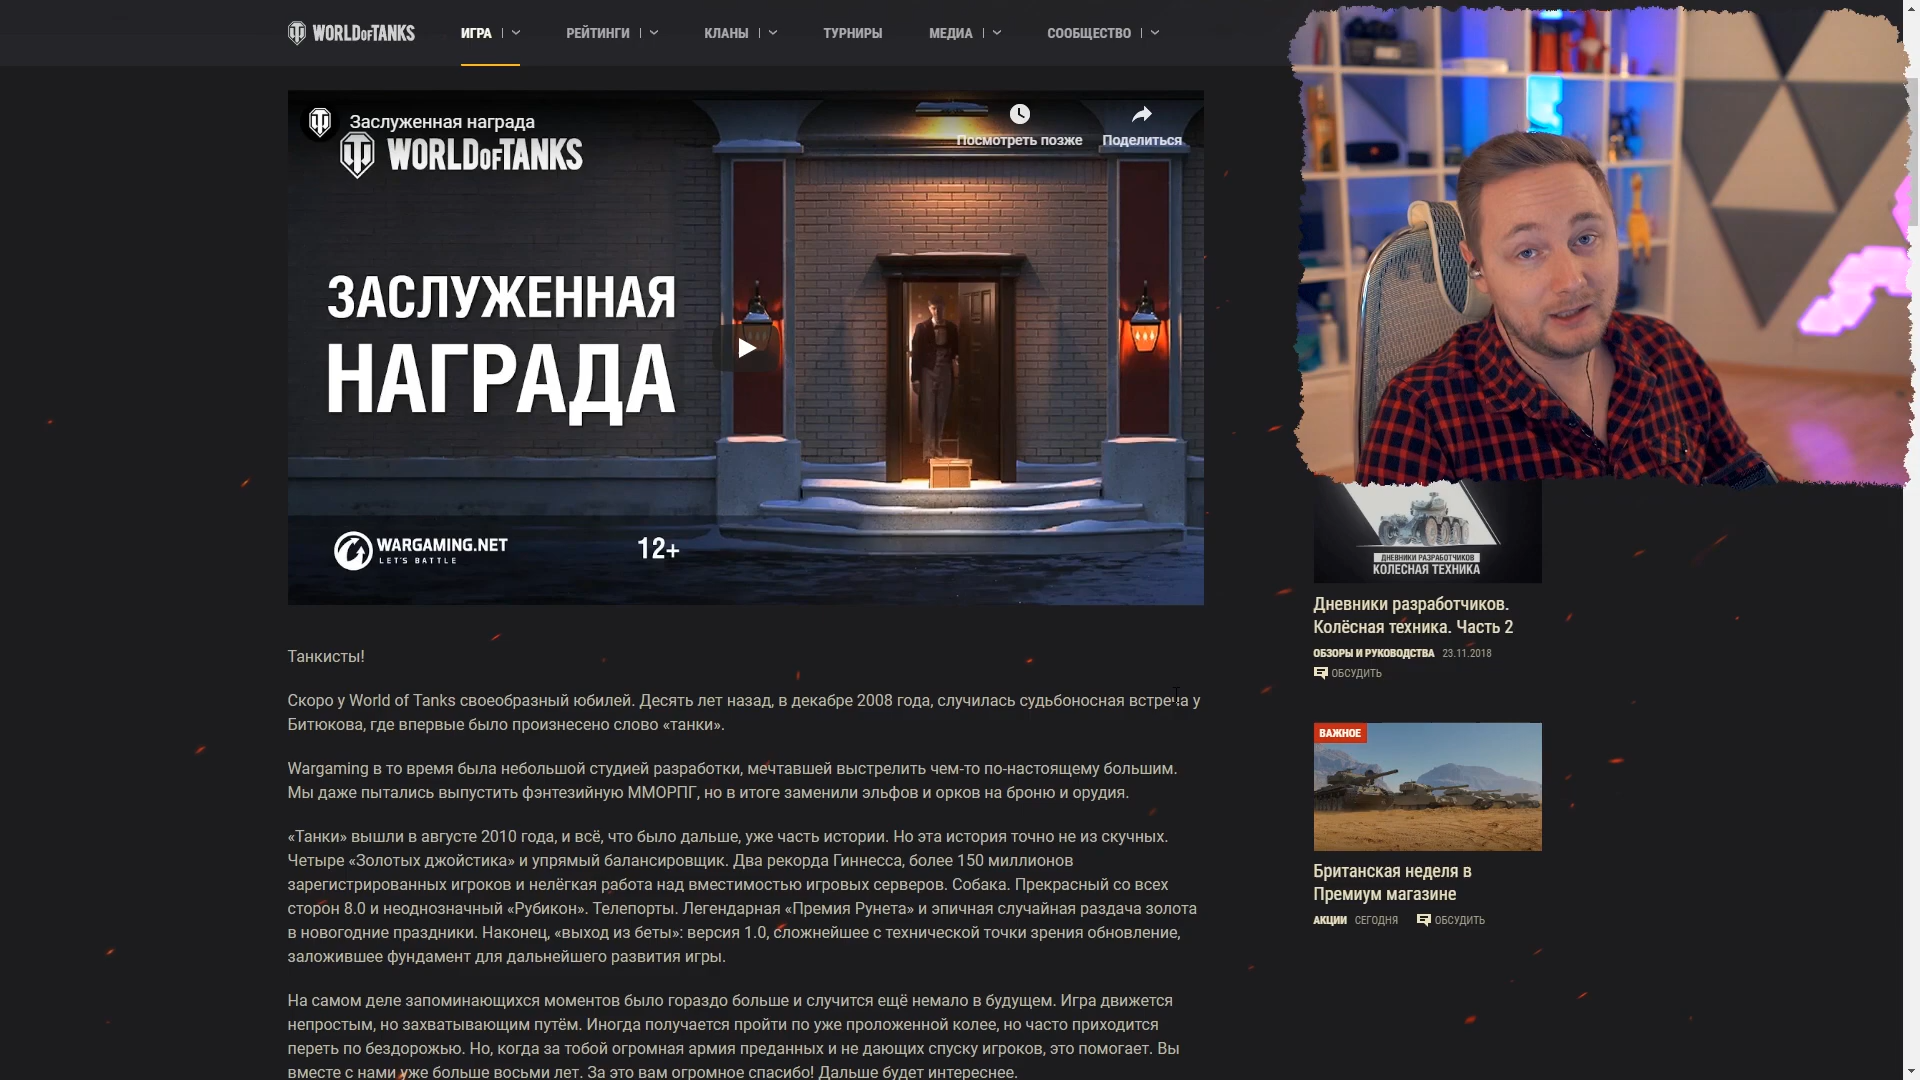 WORLD OF TANKS
ИГРА
РЕЙТИНГИ
КЛАНЫ
ТУРНИРЫ
МЕДИА
СООБЩЕСТВО
Заслуженная награда
Посмотреть позже
Поделиться
WORLD OF TANKS
ЗАСЛУЖЕННАЯ
НАГРАДА
WARGAMING.NET
LET'S BATTLE
12+
Танкисты!
Скоро у World of Tanks своеобразный юбилей. Десять лет назад, в декабре 2008 года, случилась судьбоносная встреча у
Битюкова, где впервые было произнесено слово «танки».
Wargaming в то время была небольшой студией разработки, мечтавшей выстрелить чем-то по-настоящему большим.
Мы даже пытались выпустить фэнтезийную ММОРПГ, но в итоге заменили эльфов и орков на броню и орудия.
«Танки» вышли в августе 2010 года, и всё, что было дальше, уже часть истории. Но эта история точно не из скучных.
Четыре «Золотых джойстика» и упрямый балансировщик. Два рекорда Гиннесса, более 150 миллионов
зарегистрированных игроков и нелёгкая работа над вместимостью игровых серверов. Собака. Прекрасный со всех
сторон 8.0 и неоднозначный «Рубикон». Телепорты. Легендарная «Премия Рунета» и эпичная случайная раздача золота
в новогодние праздники. Наконец, «выход из беты»: версия 1.0, сложнейшее с технической точки зрения обновление,
заложившее фундамент для дальнейшего развития игры.
На самом деле запоминающихся моментов было гораздо больше и случится ещё немало в будущем. Игра движется
непростым, но захватывающим путём. Иногда получается пройти по уже проложенной колее, но часто приходится
переть по бездорожью. Но, когда за тобой огромная армия преданных и не дающих спуску игроков, это помогает. Вы
вместе с нами уже больше восьми лет. За это вам огромное спасибо! Дальше будет интереснее.
ДНЕВНИКИ РАЗРАБОТЧИКОВ
КОЛЕСНАЯ ТЕХНИКА
Дневники разработчиков.
Колёсная техника. Часть 2
ОБЗОРЫ И РУКОВОДСТВА 23.11.2018
ОБСУДИТЬ
ВАЖНОЕ
Британская неделя в
Премиум магазине
АКЦИИ СЕГОДНЯ ОБСУДИТЬ